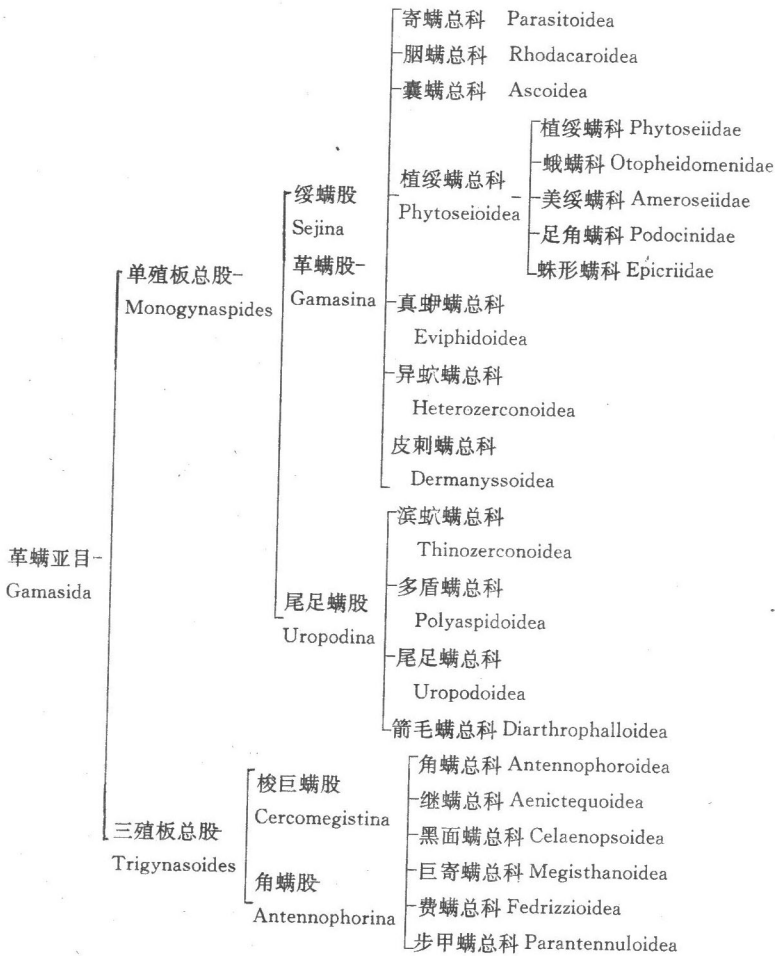 寄螨总科 Parasitoidea
胭螨总科 Rhodacaroidea
囊螨总科 Ascoidea
植绥螨总科
Phytoseioidea
植绥螨科 Phytoseiidae
蛾螨科 Otopheidomenidae
美绥螨科 Ameroseiidae
足角螨科 Podocinidae
蛛形螨科 Epicriidae
绥螨股
Sejina
革螨股
Gamasina
单殖板总股
Monogynaspides
真蛜螨总科
Eviphidoidea
异蚢螨总科
Heterozerconoidea
皮刺螨总科
Dermanyssoidea
革螨亚目
Gamasida
滨蚢螨总科
Thinozerconoidea
多盾螨总科
Polyaspidoidea
尾足螨股
Uropodina
尾足螨总科
Uropodoidea
箭毛螨总科 Diarthrophalloidea
三殖板总股
Trigynasoides
梭巨螨股
Cercomegistina
角螨股
Antennophorina
角螨总科 Antennophoroidea
继螨总科 Aenictequoidea
黑面螨总科 Celaenopsoidea
巨寄螨总科 Megisthanoidea
费螨总科 Fedrizzioidea
步甲螨总科 Parantennuloidea